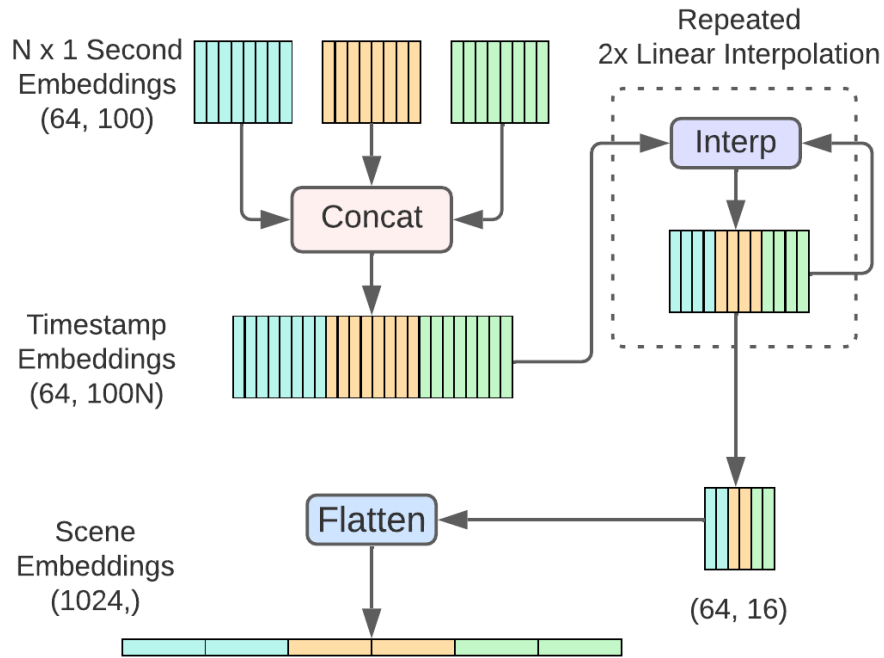 N x 1 Second
Embeddings
(64, 100)
Repeated
2x Linear Interpolation
Interp
Concat
Timestamp
Embeddings
(64, 100N)
Scene
Embeddings
(1024,)
Flatten
(64, 16)